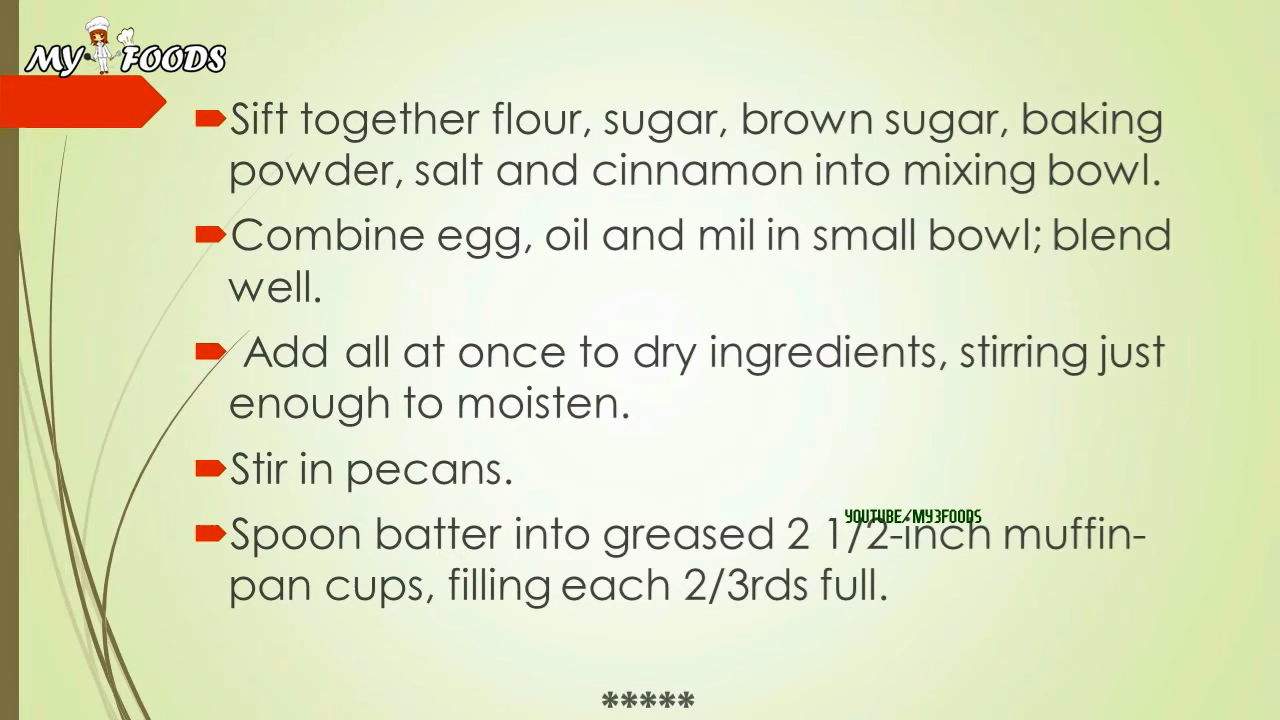 MY FOODS
Sift together flour, sugar, brown sugar, baking
powder, salt and cinnamon into mixing bowl.
Combine egg, oil and mil in small bowl; blend
well.
Add all at once to dry ingredients, stirring just
enough to moisten.
Stir in pecans.
YOUTUBE/MY3FOODS
Spoon batter into greased 2 1/2-inch muffin-
pan cups, filling each 2/3rds full.
*****